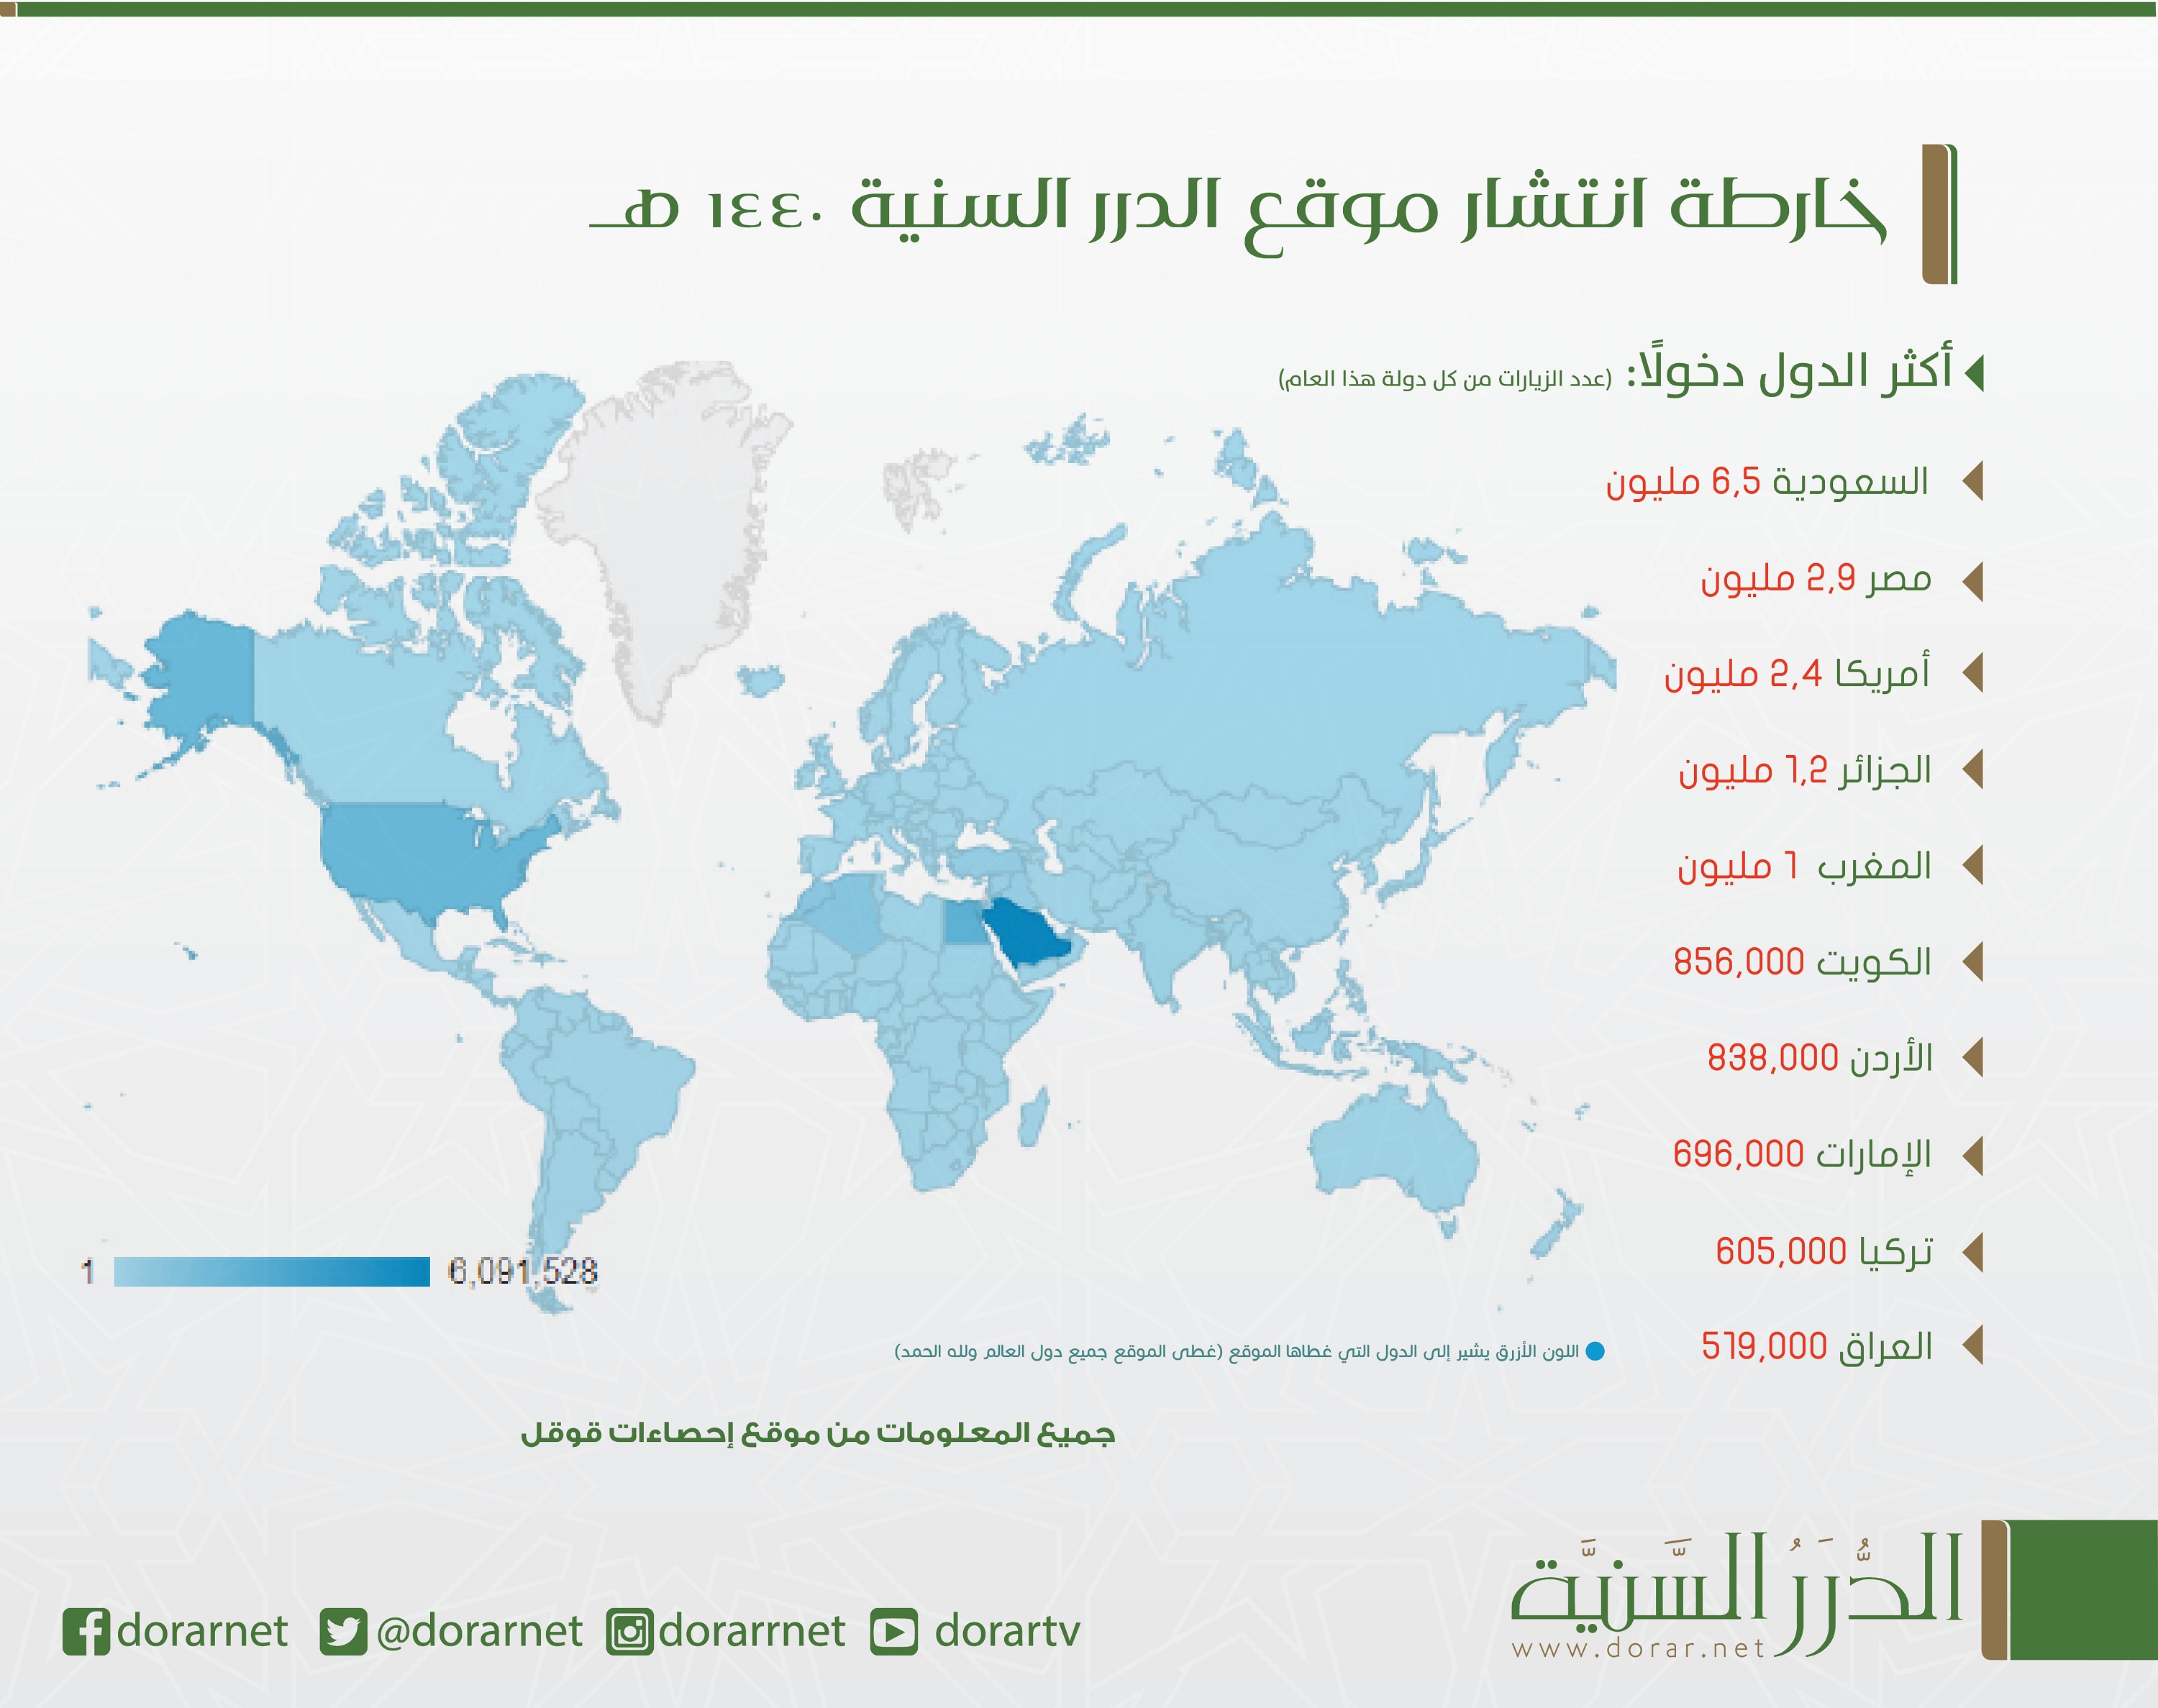 خارطة انتشار موقع الدرر السنية ١٤٤٠ هـ
أكثر الدول دخولًا: (عدد الزيارات من كل دولة هذا العام)
السعودية 6,5 مليون
مصر 2,9 مليون
أمريكا 2,4 مليون
الجزائر 1,2 مليون
المغرب 1 مليون
الكويت 856,000
الأردن 838,000
الإمارات 696,000
تركيا 605,000
العراق 519,000
1 6,091,528
اللون الأزرق يشير إلى الدول التي غطاها الموقع (غطى الموقع جميع دول العالم ولله الحمد)
جميع المعلومات من موقع إحصاءات قوقل
الدُّرَرُ السَّنيَّة
www.dorar.net
dorarnet @dorarnet dorarrnet dorartv